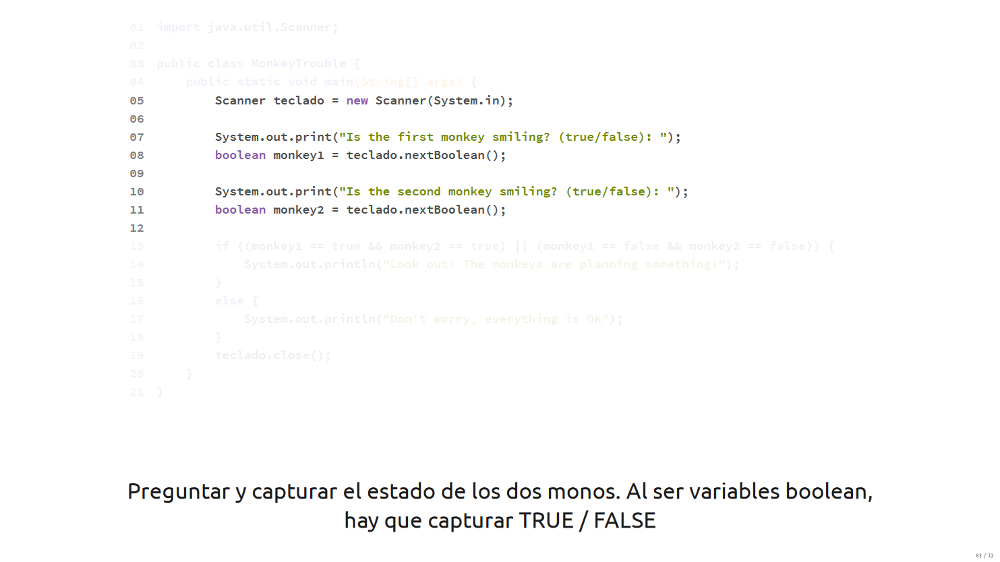 01 import java.util.Scanner;
02
03 public class MonkeyTrouble {
04     public static void main(String[] args) {
05         Scanner teclado = new Scanner(System.in);
06
07         System.out.print("Is the first monkey smiling? (true/false): ");
08         boolean monkey1 = teclado.nextBoolean();
09
10         System.out.print("Is the second monkey smiling? (true/false): ");
11         boolean monkey2 = teclado.nextBoolean();
12
13         if ((monkey1 == true && monkey2 == true) || (monkey1 == false && monkey2 == false)) {
14             System.out.println("Look out! The monkeys are planning something!");
15         }
16         else {
17             System.out.println("Don't worry, everything is OK");
18         }
19         teclado.close();
20     }
21 }
Preguntar y capturar el estado de los dos monos. Al ser variables boolean,
hay que capturar TRUE / FALSE
63 / 72